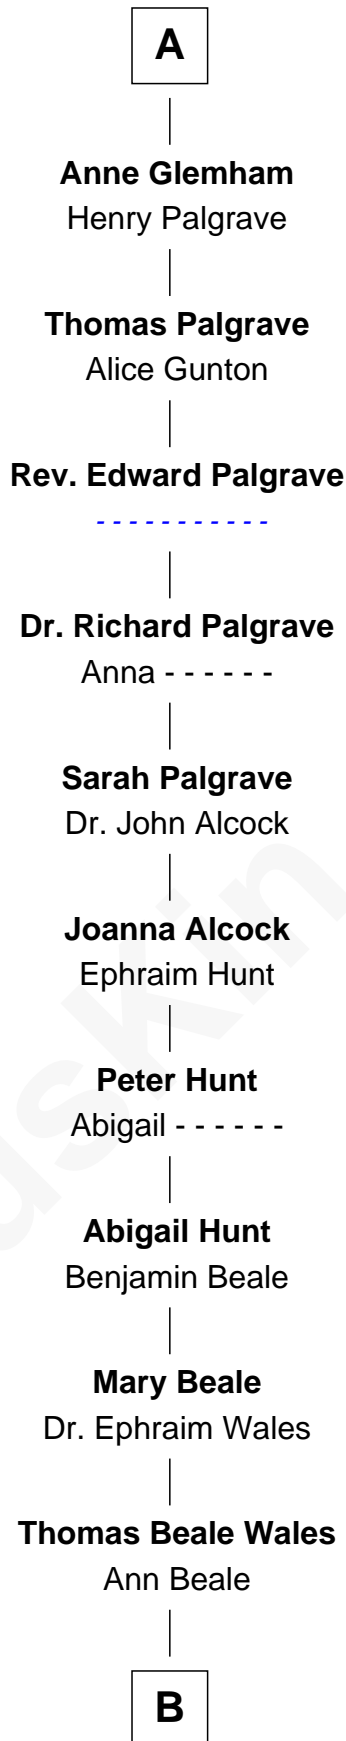 A
Anne Glemham
Henry Palgrave
Thomas Palgrave
Alice Gunton
Rev. Edward Palgrave
- - - - - - - - - - -
Dr. Richard Palgrave
Anna - - - - - -
Sarah Palgrave
Dr. John Alcock
Joanna Alcock
Ephraim Hunt
Peter Hunt
Abigail - - - - - -
Abigail Hunt
Benjamin Beale
Mary Beale
Dr. Ephraim Wales
Thomas Beale Wales
Ann Beale
B